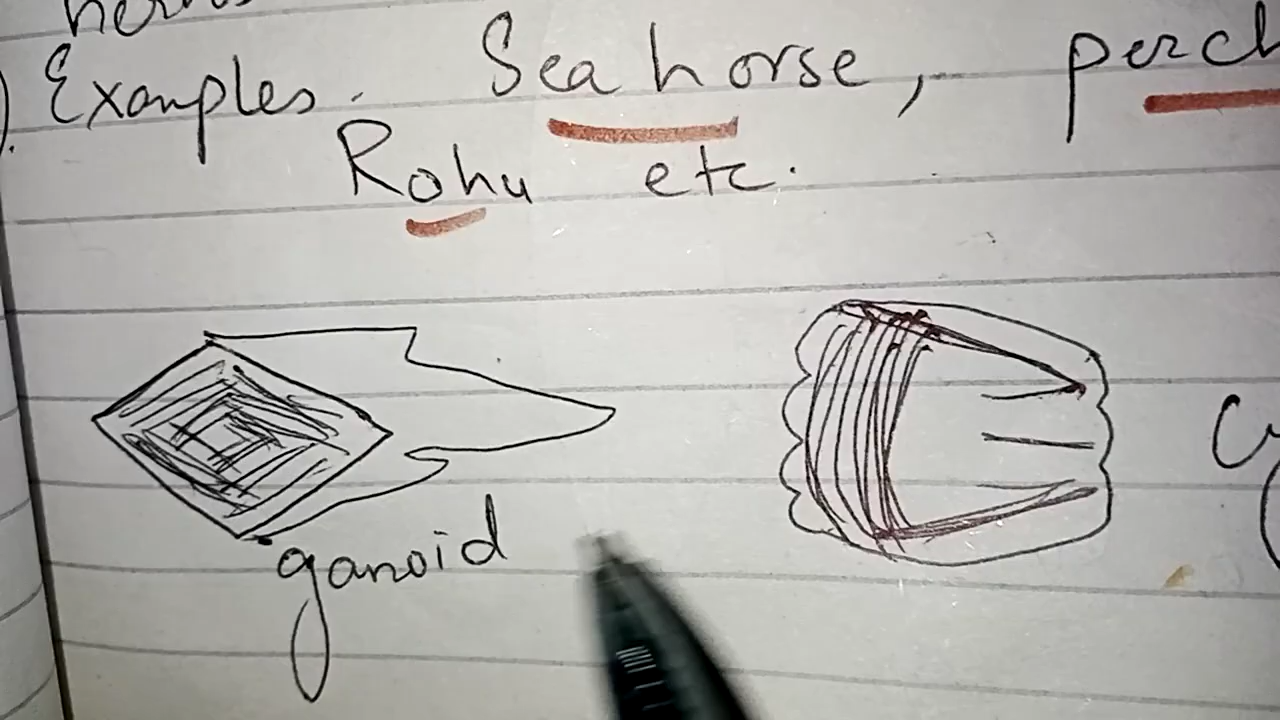 Examples. Sea horse, perch
Rohu etc.
ganoid